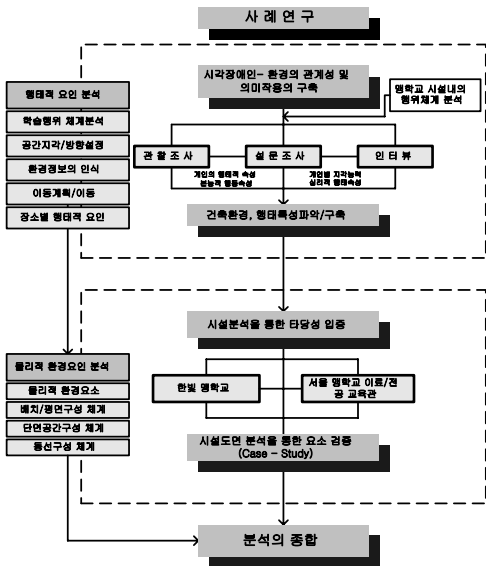 사 례 연 구
시각장애인- 환경의 관계성 및
의미작용의 구축
맹학교 시설내의
행위체계 분석
행태적 요인 분석
학습행위 체계분석
공간지각/방향설정
환경정보의 인식
이동계획/이동
장소별 행태적 요인
관 찰 조 사
설 문 조 사
인 터 뷰
개인의 행태적 속성
본능적 행동속성
개인별 지각능력
심리적 행태속성
건축환경, 행태특성파악/구축
시설분석을 통한 타당성 입증
물리적 환경요인 분석
물리적 환경요소
배치/평면구성 체계
단면공간구성 체계
동선구성 체계
한빛 맹학교
서울 맹학교 이료/전
공 교육관
시설도면 분석을 통한 요소 검증
(Case - Study)
분석의 종합